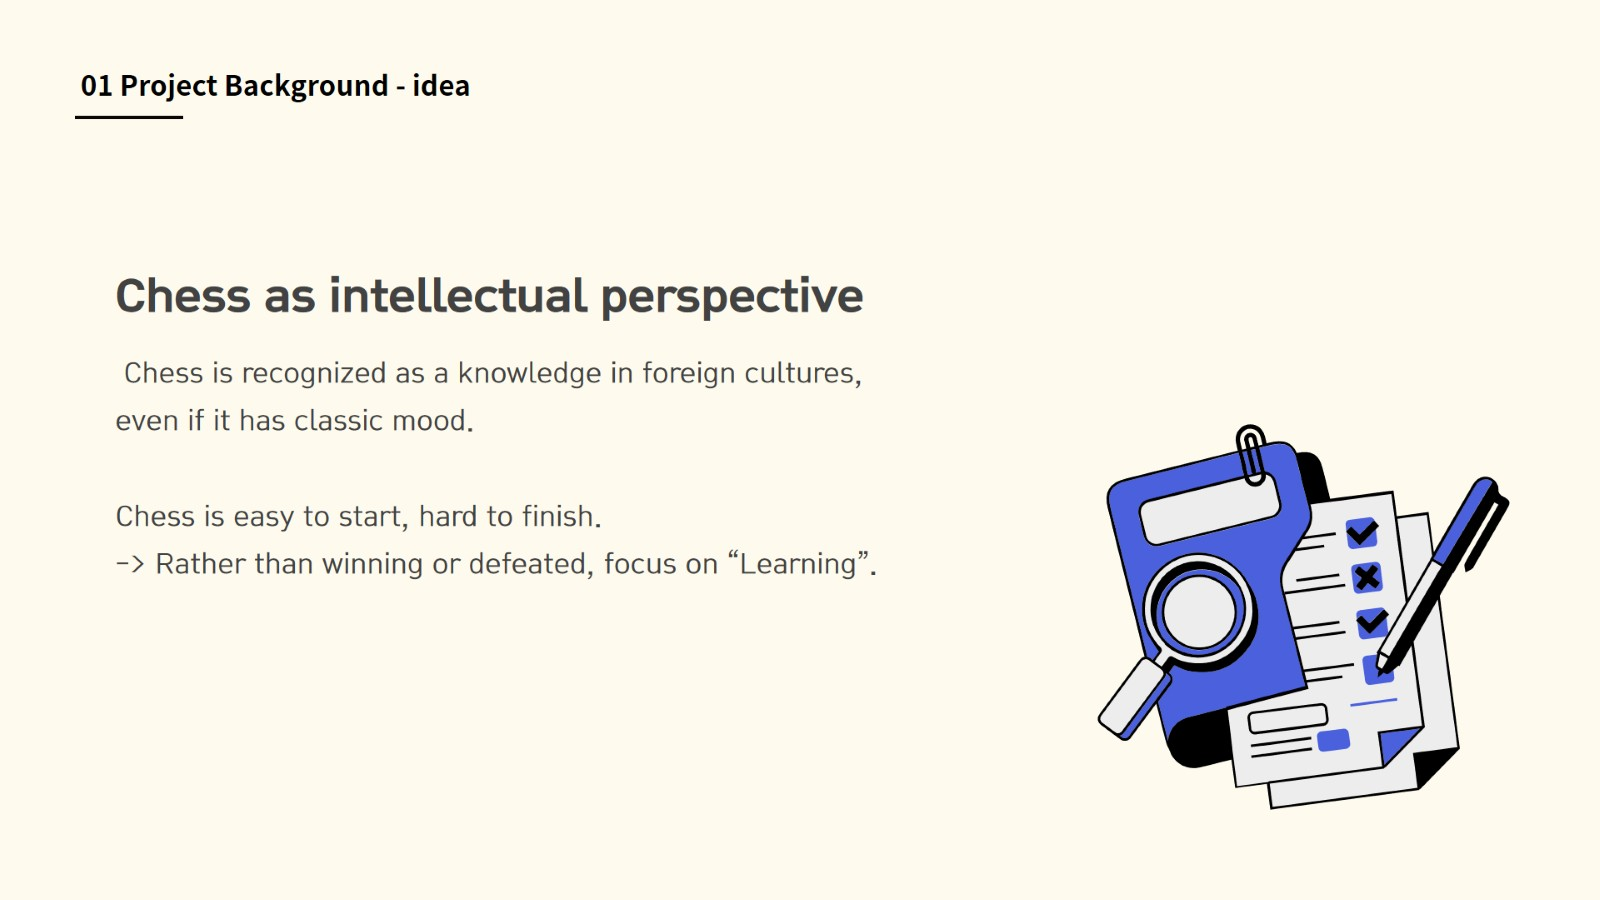 01 Project Background - idea
Chess as intellectual perspective
Chess is recognized as a knowledge in foreign cultures,
even if it has classic mood.
Chess is easy to start, hard to finish.
-> Rather than winning or defeated, focus on “Learning”.